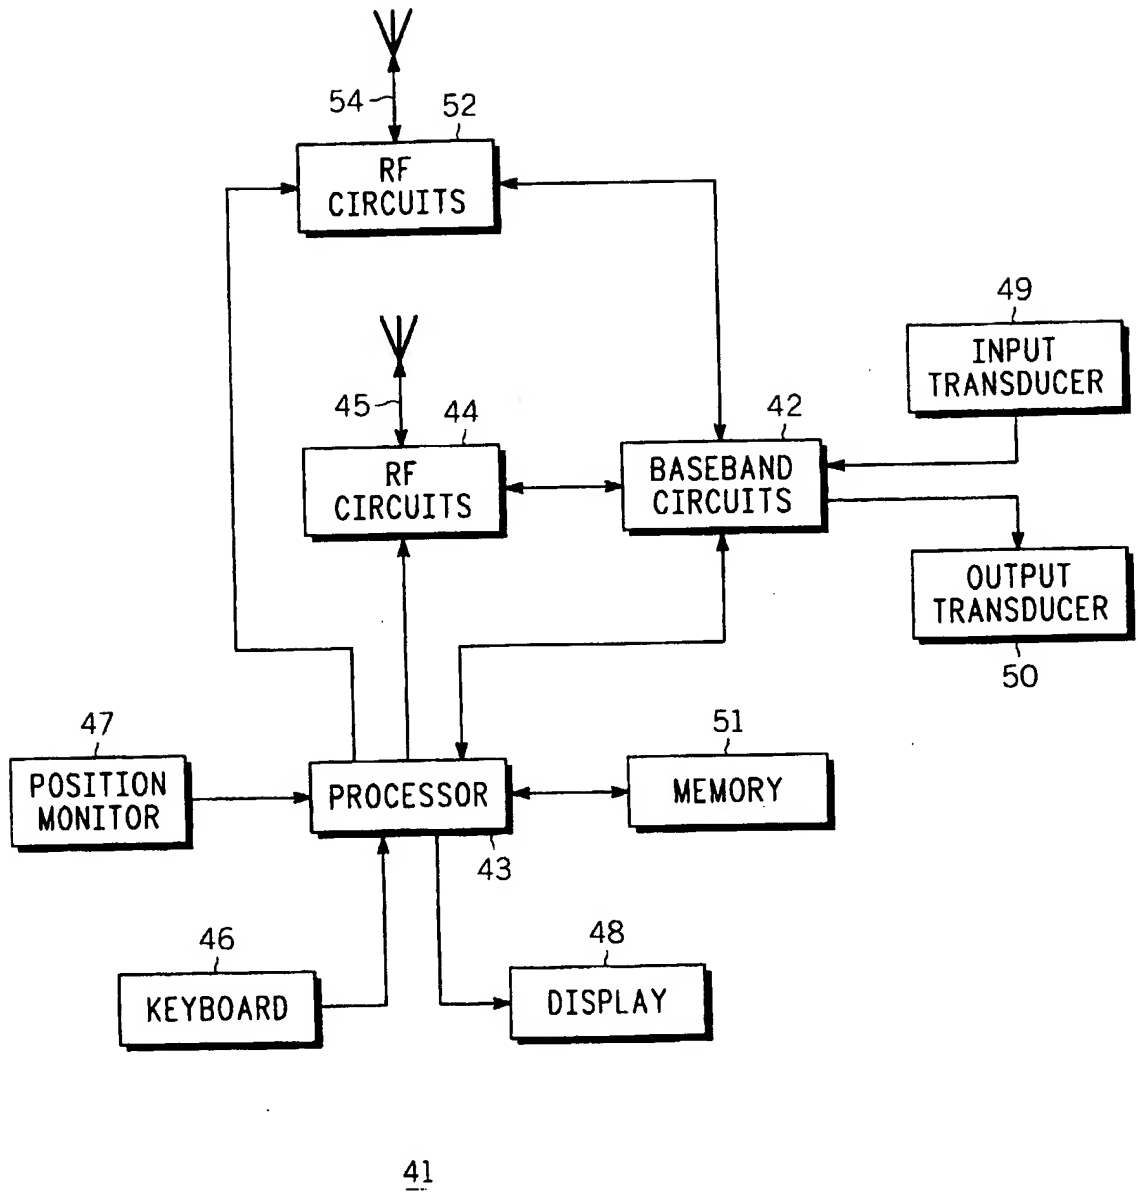 54
52
RF
CIRCUITS
49
INPUT
TRANSDUCER
45
44
42
RF
CIRCUITS
BASEBAND
CIRCUITS
OUTPUT
TRANSDUCER
50
47
51
POSITION
MONITOR
PROCESSOR
MEMORY
43
46
48
KEYBOARD
DISPLAY
41